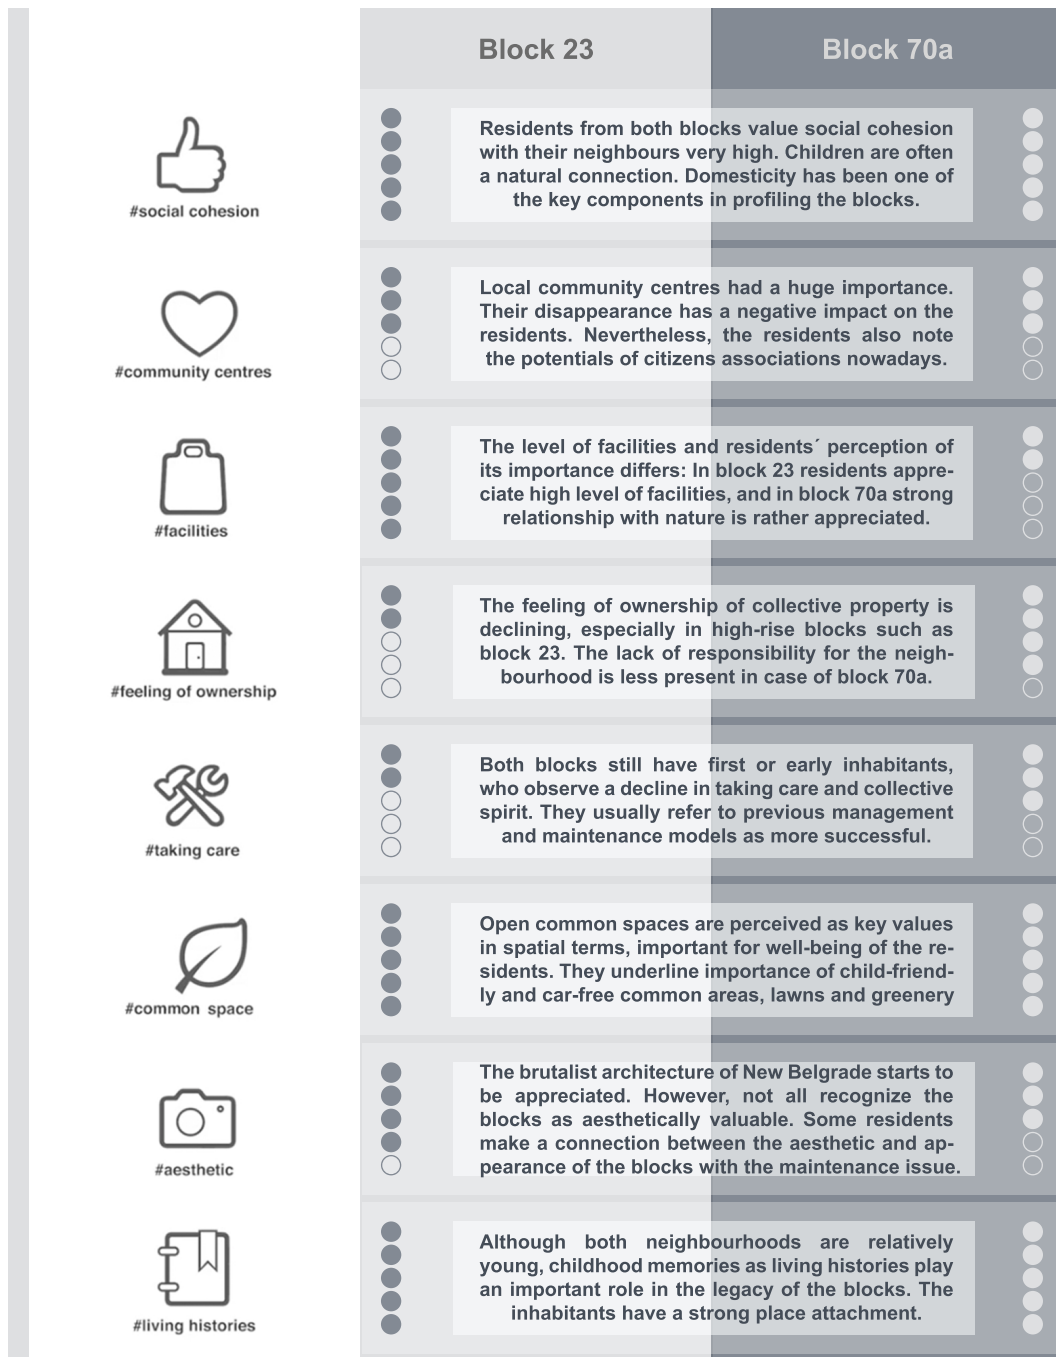 Block 23
Block 70a
Residents from both blocks value social cohesion
with their neighbours very high. Children are often
a natural connection. Domesticity has been one of
the key components in profiling the blocks.
#social cohesion
Local community centres had a huge importance.
Their disappearance has a negative impact on the
residents. Nevertheless, the residents also note
the potentials of citizens associations nowadays.
#community centres
The level of facilities and residents´ perception of
its importance differs: In block 23 residents appre-
ciate high level of facilities, and in block 70a strong
relationship with nature is rather appreciated.
#facilities
The feeling of ownership of collective property is
declining, especially in high-rise blocks such as
block 23. The lack of responsibility for the neigh-
bourhood is less present in case of block 70a.
#feeling of ownership
Both blocks still have first or early inhabitants,
who observe a decline in taking care and collective
spirit. They usually refer to previous management
and maintenance models as more successful.
#taking care
Open common spaces are perceived as key values
in spatial terms, important for well-being of the re-
sidents. They underline importance of child-friend-
ly and car-free common areas, lawns and greenery
#common space
The brutalist architecture of New Belgrade starts to
be appreciated. However, not all recognize the
blocks as aesthetically valuable. Some residents
make a connection between the aesthetic and ap-
pearance of the blocks with the maintenance issue.
#aesthetic
Although both neighbourhoods are relatively
young, childhood memories as living histories play
an important role in the legacy of the blocks. The
inhabitants have a strong place attachment.
#living histories